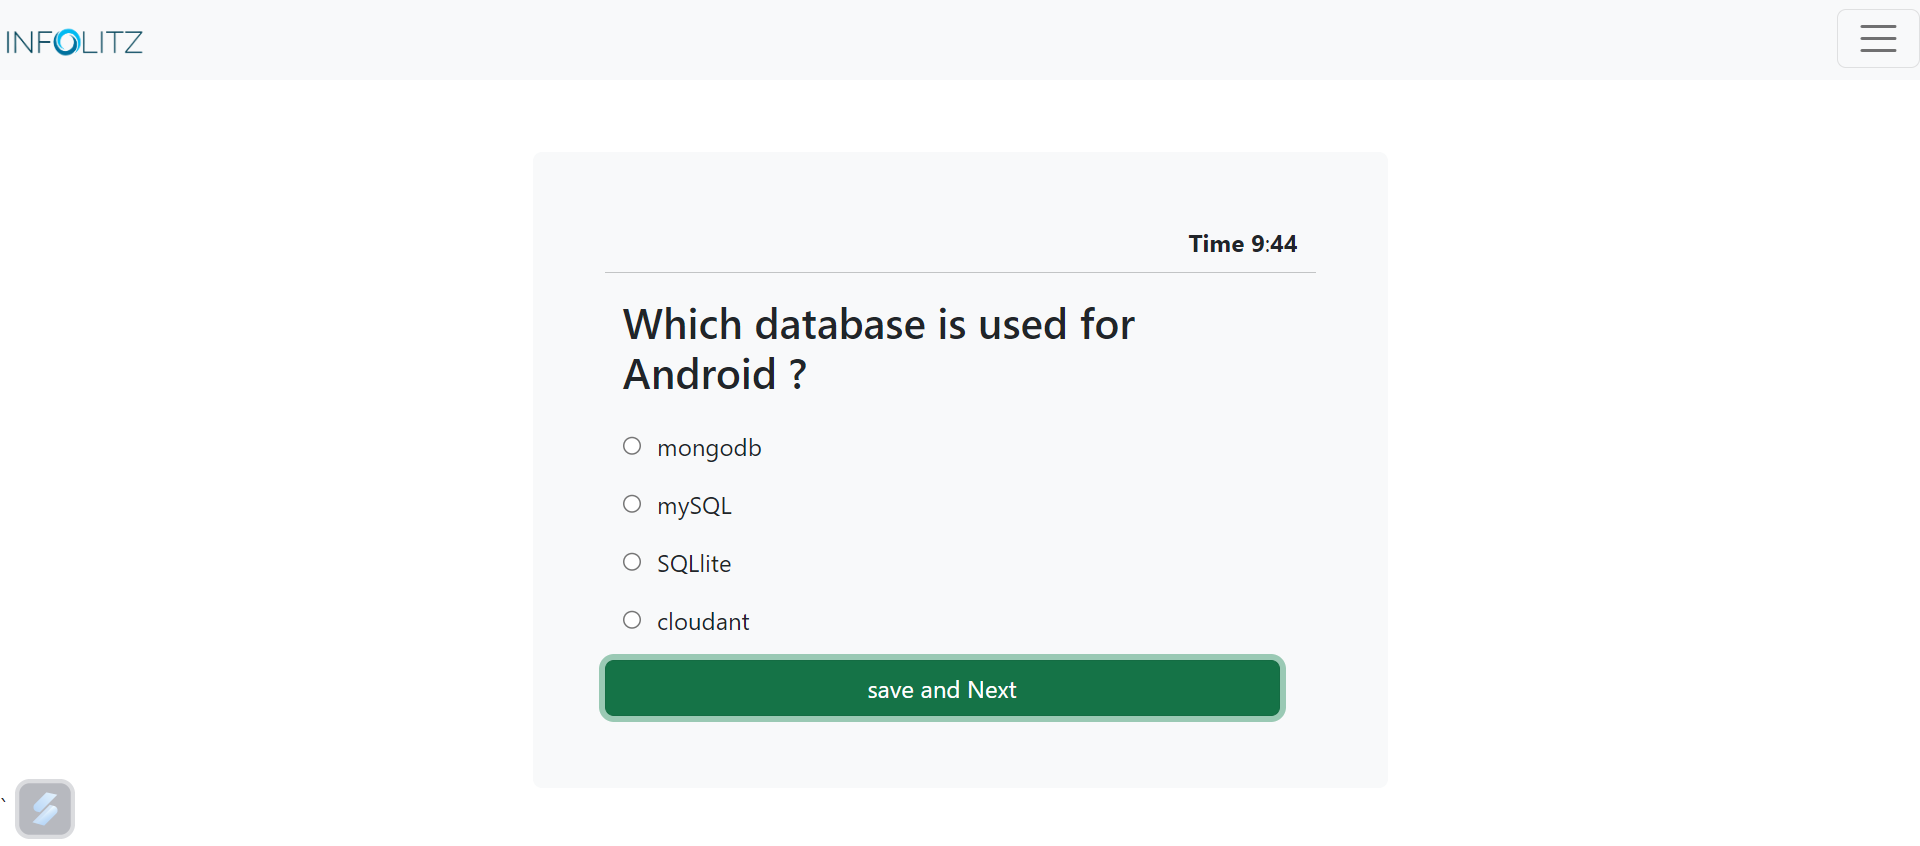 INFOLITZ
Time 9:44
Which database is used for
Android ?
mongodb
mySQL
SQLlite
cloudant
save and Next
`